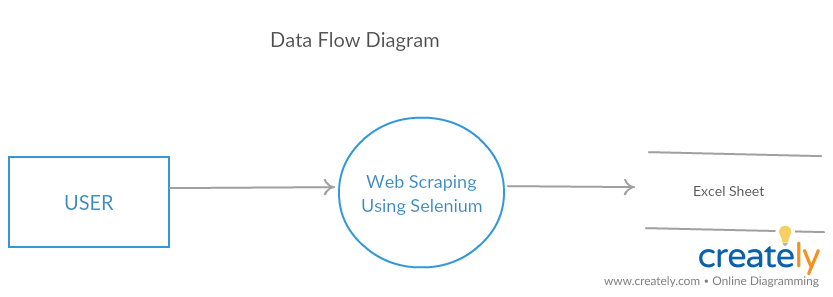 Data Flow Diagram
USER
Web Scraping
Using Selenium
Excel Sheet
creately
www.creately.com • Online Diagramming